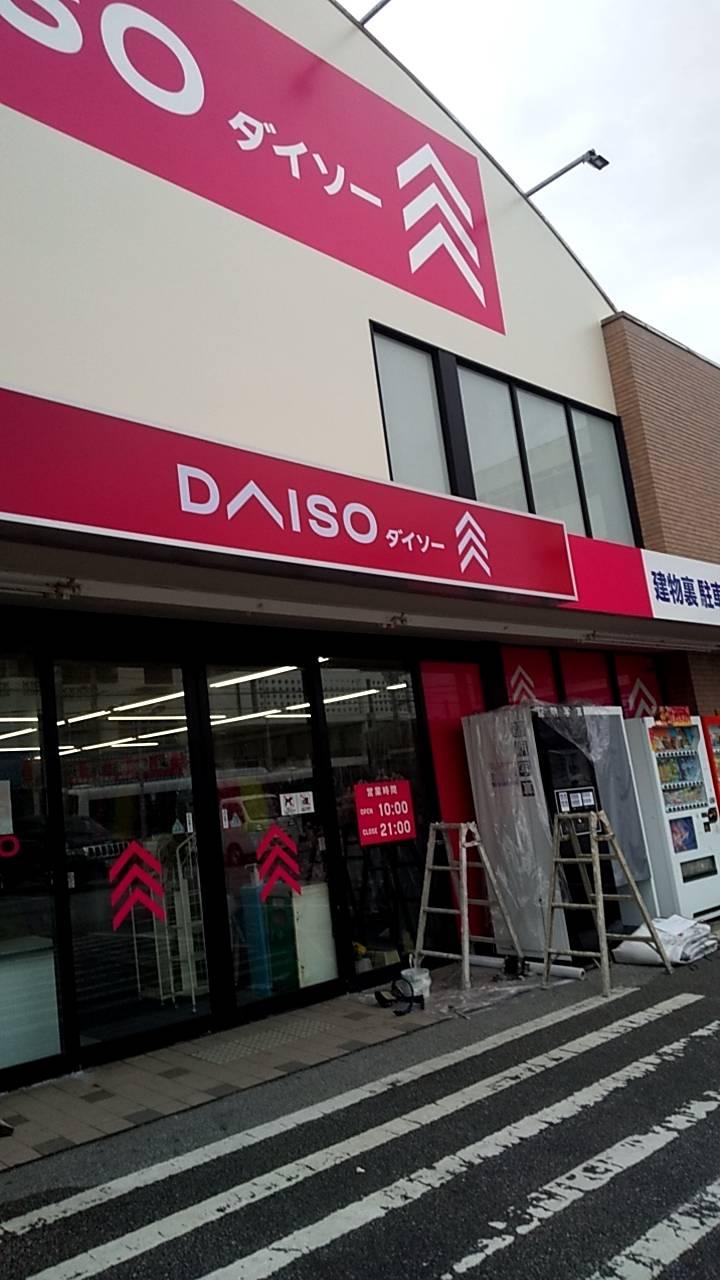 SO ダイソー
DAISO ダイソー
建物裏 駐車
営業時間
OPEN 10:00
CLOSE 21:00